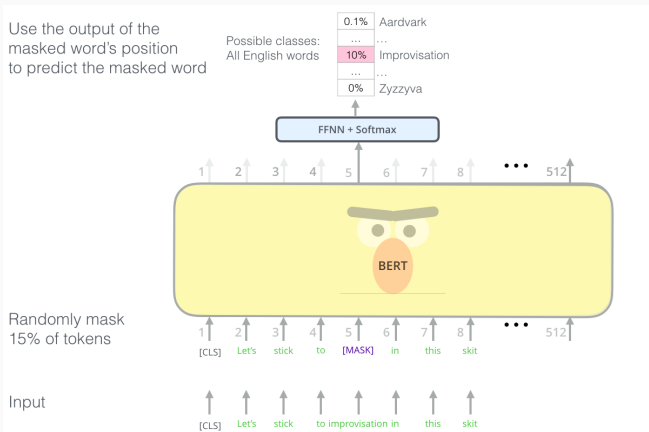 Use the output of the
masked word's position
to predict the masked word
Possible classes:
All English words
0.1% Aardvark
... ...
10% Improvisation
... ...
0% Zyzzyva
FFNN + Softmax
1 2 3 4 5 6 7 8 ••• 512
BERT
Randomly mask
15% of tokens
1 2 3 4 5 6 7 8 ••• 512
[CLS] Let's stick to [MASK] in this skit
Input
[CLS] Let's stick to improvisation in this skit